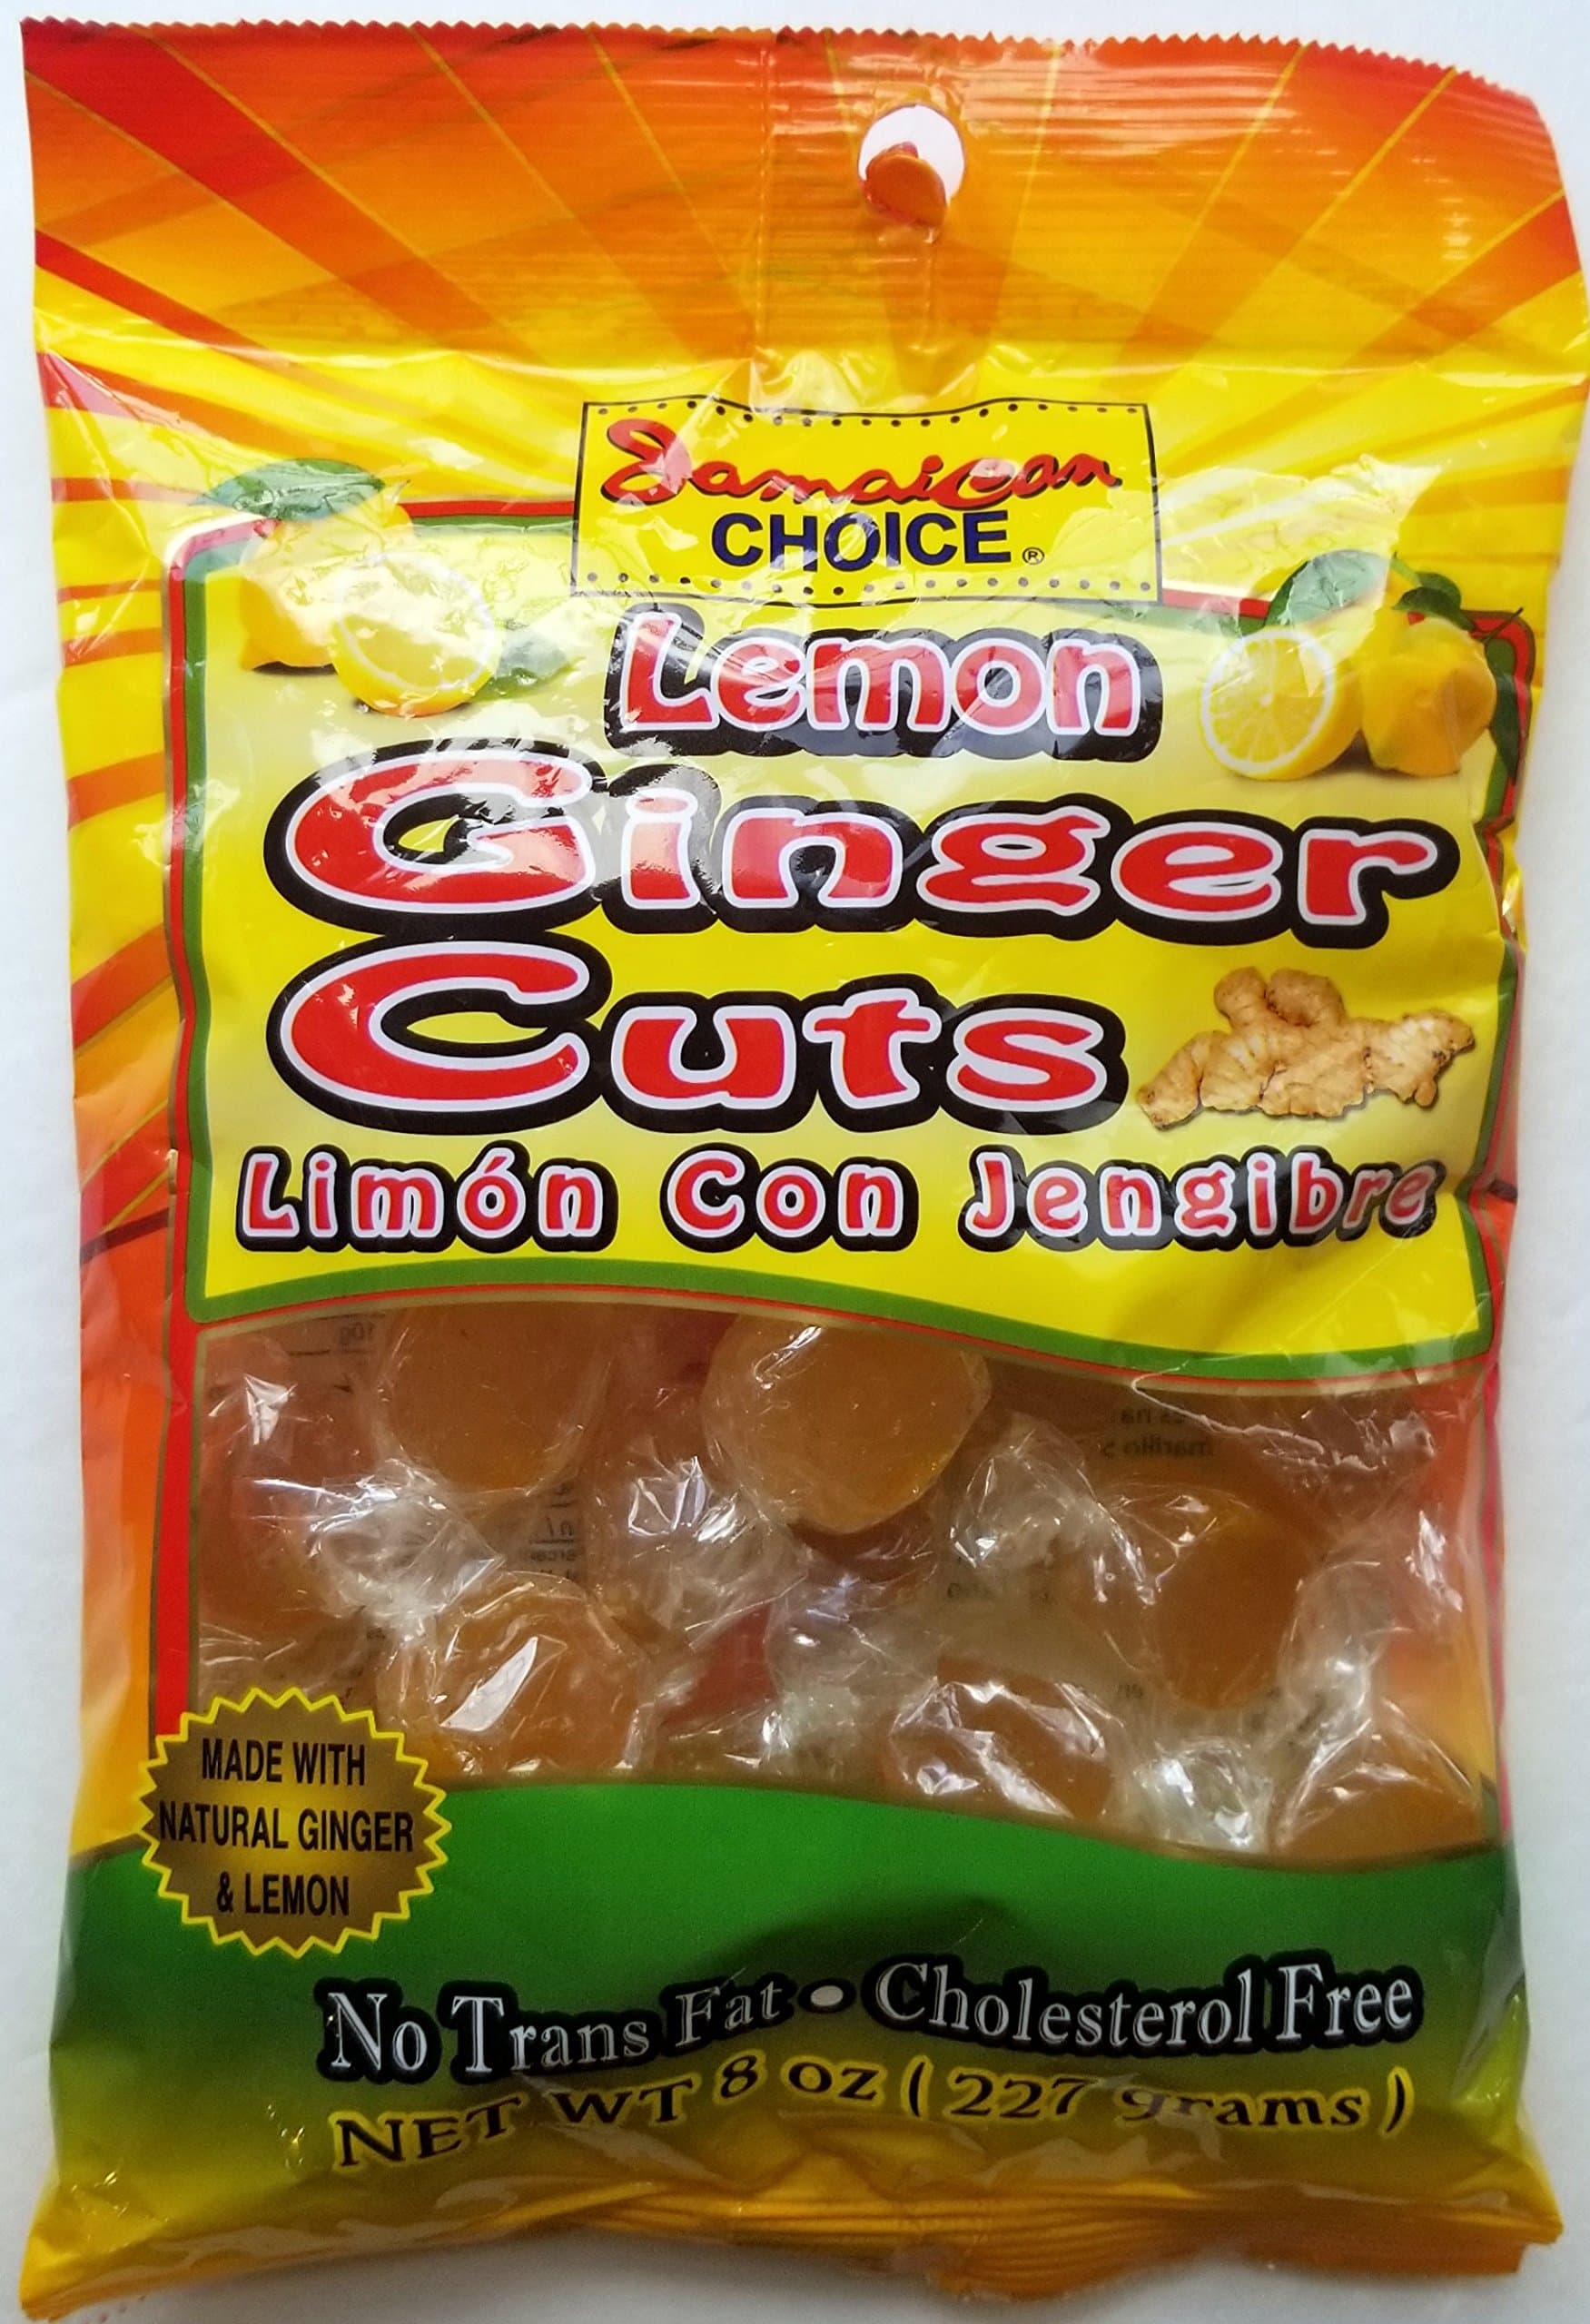 Jamaican
CHOICE®
Lemon
Ginger
Cuts
Limón Con Jengibre
10g
MADE WITH
NATURAL GINGER
& LEMON
No Trans Fat • Cholesterol Free
NET WT 8 oz ( 227 grams )